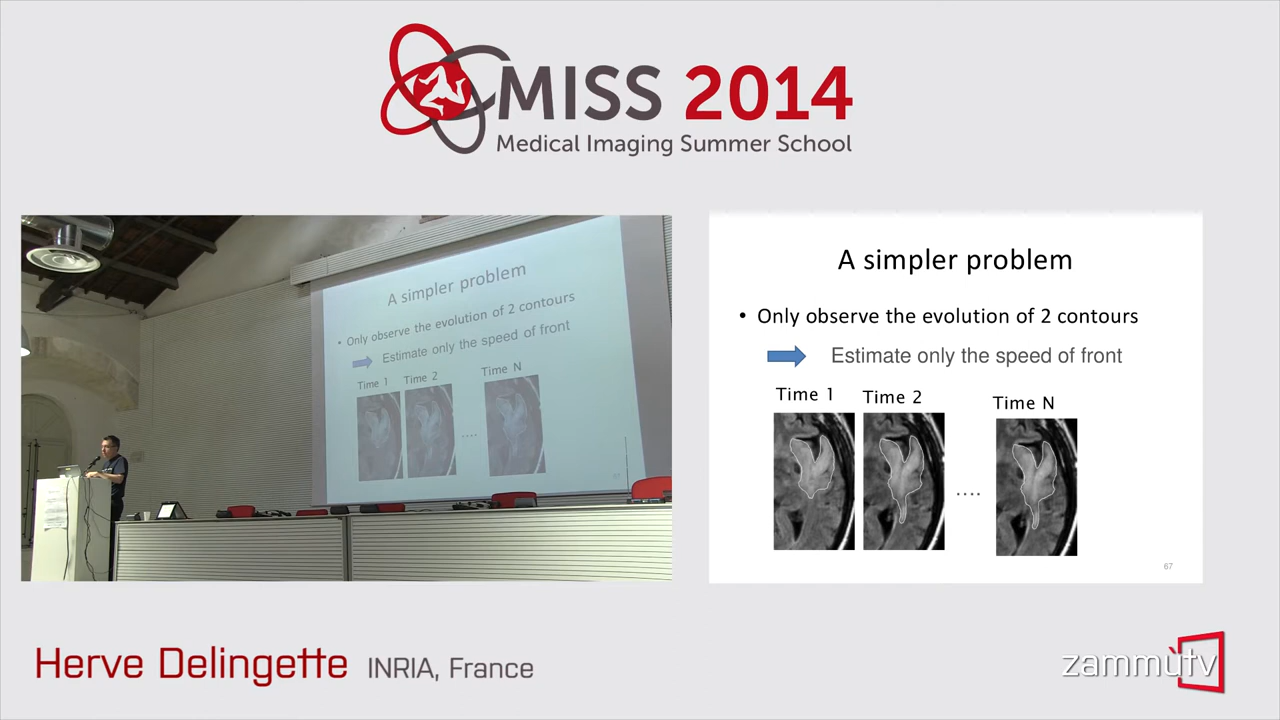 MISS 2014
Medical Imaging Summer School
A simpler problem
• Only observe the evolution of 2 contours
Estimate only the speed of front
Time 1 Time 2 Time N
....
A simpler problem
• Only observe the evolution of 2 contours
Estimate only the speed of front
Time 1 Time 2 Time N
....
67
Herve Delingette INRIA, France
zammùtv